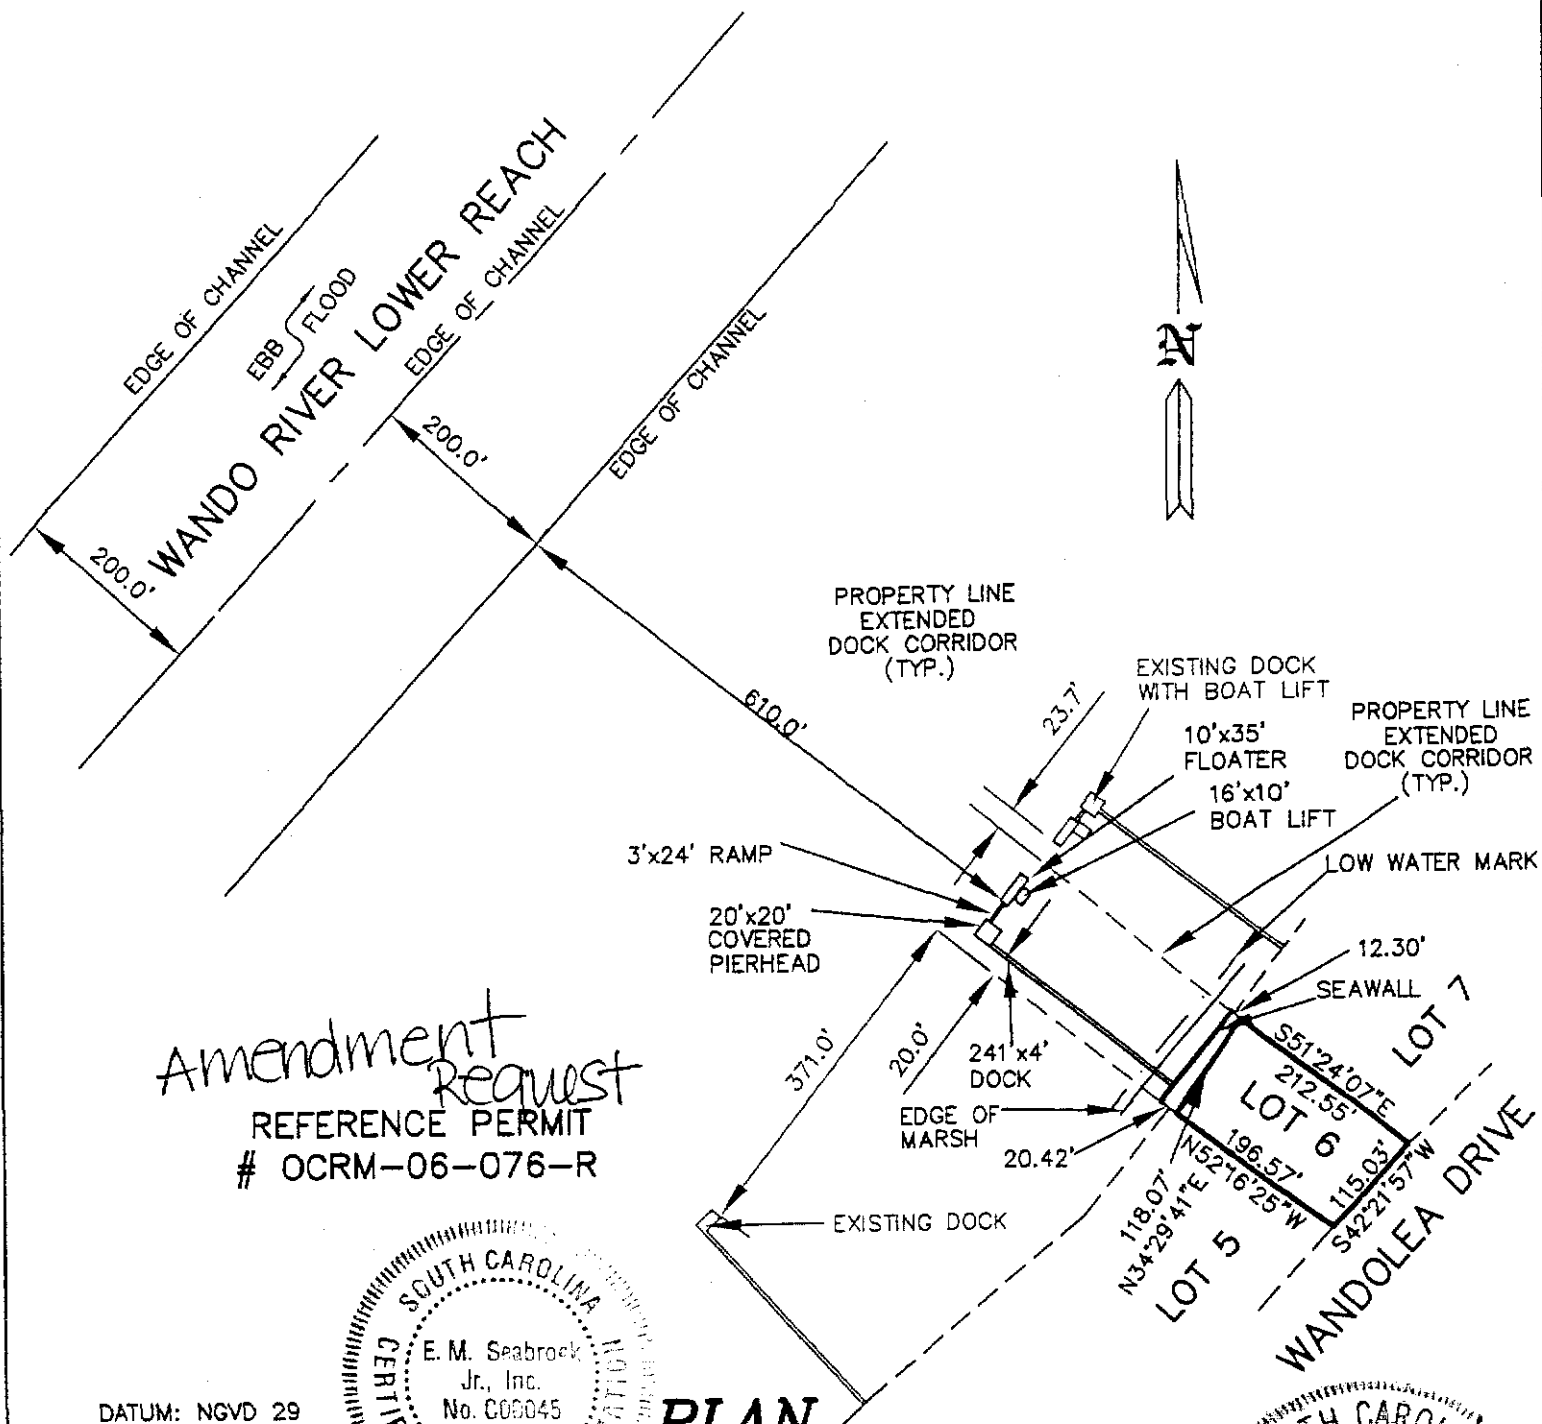 EDGE OF CHANNEL
EBB
FLOOD
WANDO RIVER LOWER REACH
EDGE OF CHANNEL
EDGE OF CHANNEL
200.0'
200.0'
610.0'
N
PROPERTY LINE
EXTENDED
DOCK CORRIDOR
(TYP.)
23.7'
EXISTING DOCK
WITH BOAT LIFT
10'x35'
FLOATER
16'x10'
BOAT LIFT
PROPERTY LINE
EXTENDED
DOCK CORRIDOR
(TYP.)
LOW WATER MARK
3'x24' RAMP
20'x20'
COVERED
PIERHEAD
12.30'
SEAWALL
LOT 7
S51°24'07"E
212.55'
LOT 6
196.57'
N52°16'25"W
115.03'
S42°21'57"W
WANDOLEA DRIVE
371.0'
20.0'
241'x4'
DOCK
EDGE OF
MARSH
20.42'
118.07'
N34°29'41"E
LOT 5
EXISTING DOCK
Amendment
Request
REFERENCE PERMIT
# OCRM-06-076-R
SOUTH CAROLINA
E. M. Seabrook
Jr., Inc.
No. C00045
DATUM: NGVD 29
PLAN